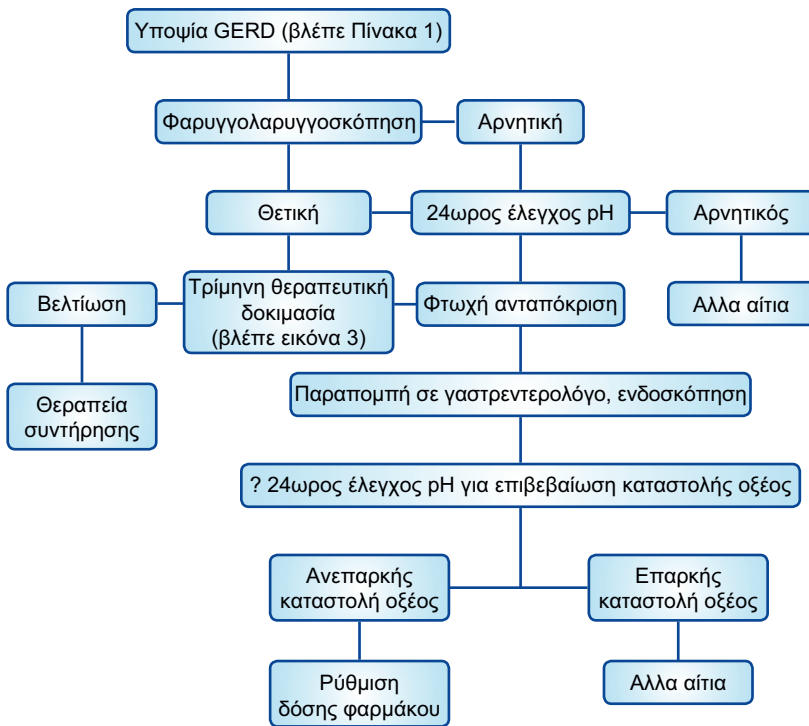 Υποψία GERD (βλέπε Πίνακα 1)
Φαρυγγολαρυγγοσκόπηση
Αρνητική
Θετική
24ωρος έλεγχος pH
Αρνητικός
Βελτίωση
Τρίμηνη θεραπευτική
δοκιμασία
(βλέπε εικόνα 3)
Φτωχή ανταπόκριση
Αλλα αίτια
Θεραπεία
συντήρησης
Παραπομπή σε γαστρεντερολόγο, ενδοσκόπηση
? 24ωρος έλεγχος pH για επιβεβαίωση καταστολής οξέος
Ανεπαρκής
καταστολή οξέος
Επαρκής
καταστολή οξέος
Ρύθμιση
δόσης φαρμάκου
Αλλα αίτια